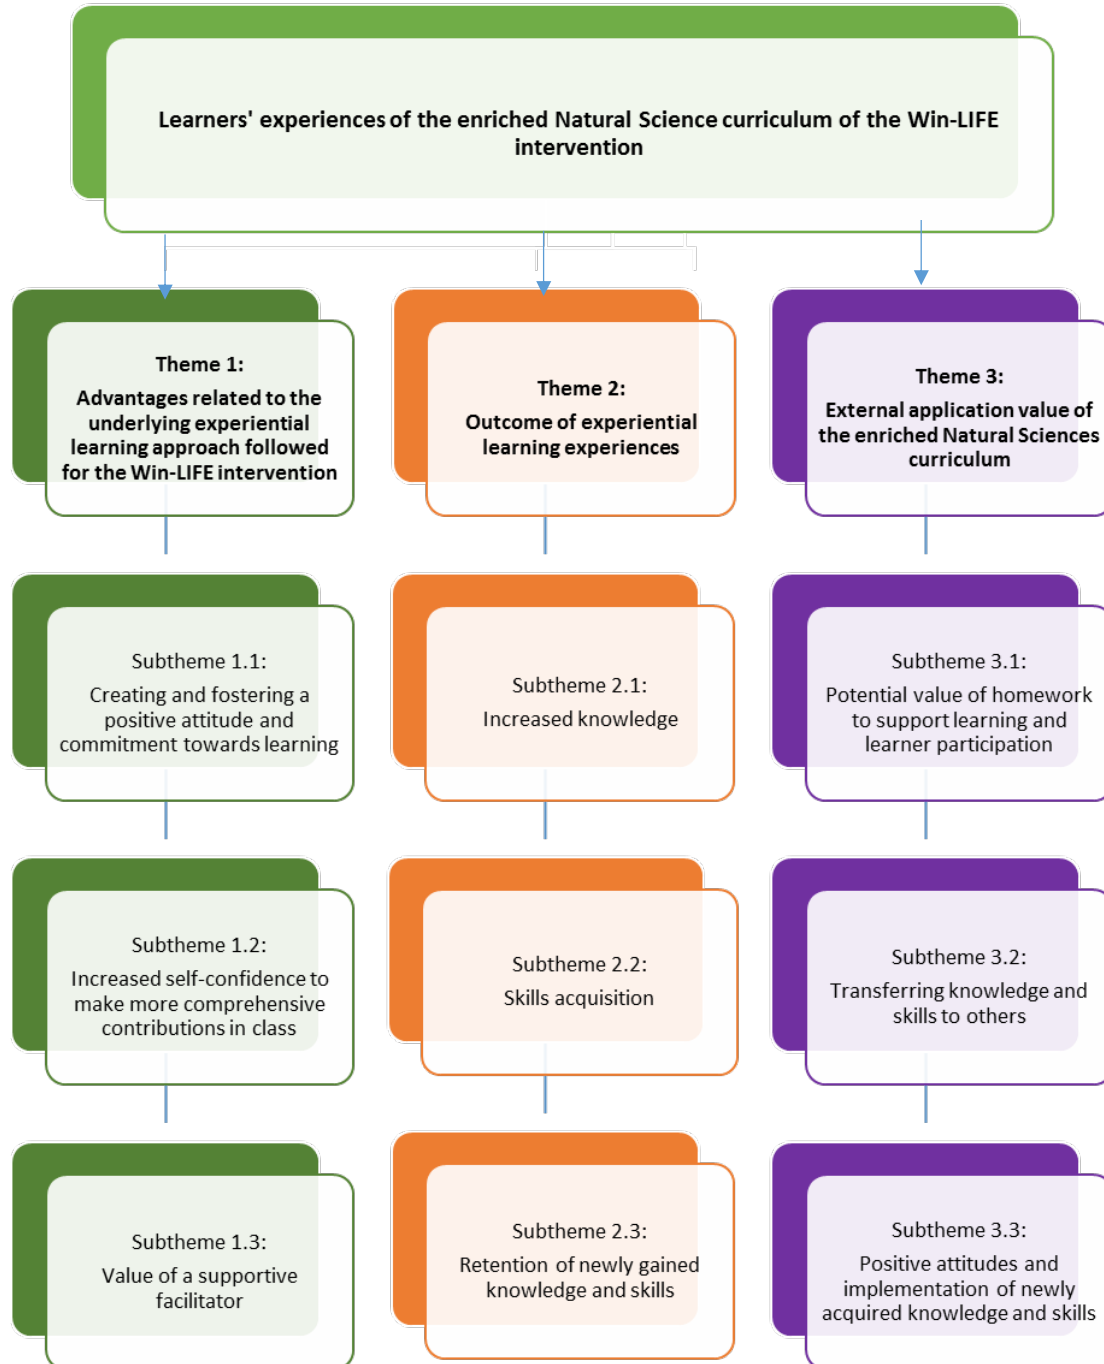 Learners' experiences of the enriched Natural Science curriculum of the Win-LIFE
intervention
Theme 1:
Advantages related to the
underlying experiential
learning approach followed
for the Win-LIFE intervention
Theme 2:
Outcome of experiential
learning experiences
Theme 3:
External application value of
the enriched Natural Sciences
curriculum
Subtheme 1.1:
Creating and fostering a
positive attitude and
commitment towards learning
Subtheme 2.1:
Increased knowledge
Subtheme 3.1:
Potential value of homework
to support learning and
learner participation
Subtheme 1.2:
Increased self-confidence to
make more comprehensive
contributions in class
Subtheme 2.2:
Skills acquisition
Subtheme 3.2:
Transferring knowledge and
skills to others
Subtheme 1.3:
Value of a supportive
facilitator
Subtheme 2.3:
Retention of newly gained
knowledge and skills
Subtheme 3.3:
Positive attitudes and
implementation of newly
acquired knowledge and skills